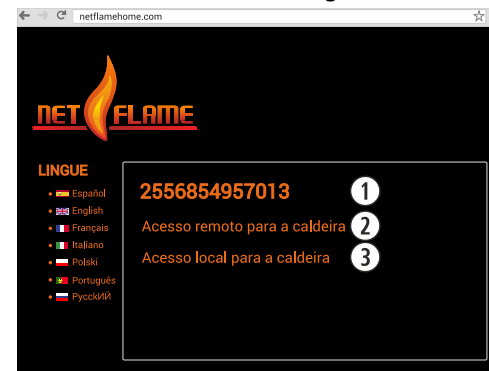 netflamehome.com
NET FLAME
LINGUE
2556854957013 1
• Español
Acesso remoto para a caldeira 2
• English
• Français
Acesso local para a caldeira 3
• Italiano
• Polski
• Português
• РусскИЙ